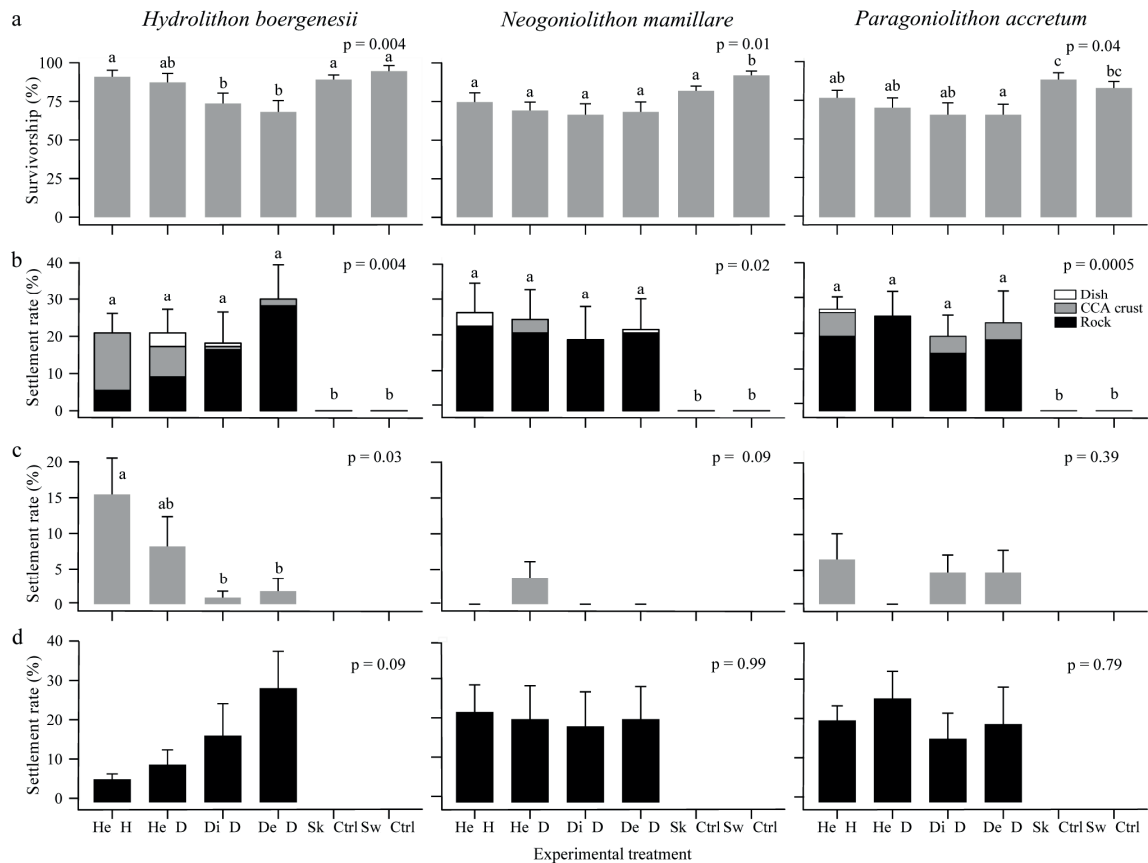 a
Hydrolithon boergenesii
Neogoniolithon mamillare
Paragoniolithon accretum
Survivorship (%)
100
75
50
25
0
p = 0.004
a ab b b a a
p = 0.01
a a a a a b
p = 0.04
ab ab ab a c bc
b
Settlement rate (%)
40
30
20
10
0
p = 0.004
a a a a b b
p = 0.02
a a a a b b
p = 0.0005
a a a a b b
Dish
CCA crust
Rock
c
Settlement rate (%)
20
15
10
5
0
p = 0.03
a ab b b
p = 0.09
p = 0.39
d
Settlement rate (%)
40
30
20
10
0
p = 0.09
p = 0.99
p = 0.79
He H He D Di D De D Sk Ctrl Sw Ctrl
He H He D Di D De D Sk Ctrl Sw Ctrl
He H He D Di D De D Sk Ctrl Sw Ctrl
Experimental treatment